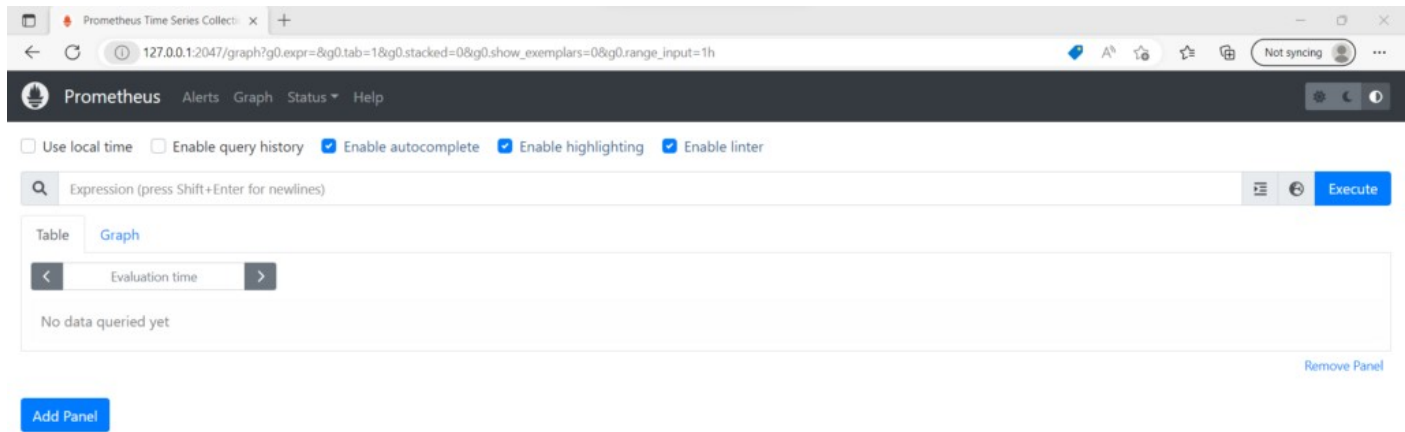 Prometheus Time Series Collecti
127.0.0.1:2047/graph?g0.expr=&g0.tab=1&g0.stacked=0&g0.show_exemplars=0&g0.range_input=1h
Not syncing
Prometheus Alerts Graph Status Help
Use local time Enable query history Enable autocomplete Enable highlighting Enable linter
Expression (press Shift+Enter for newlines) Execute
Table Graph
Evaluation time
No data queried yet
Remove Panel
Add Panel